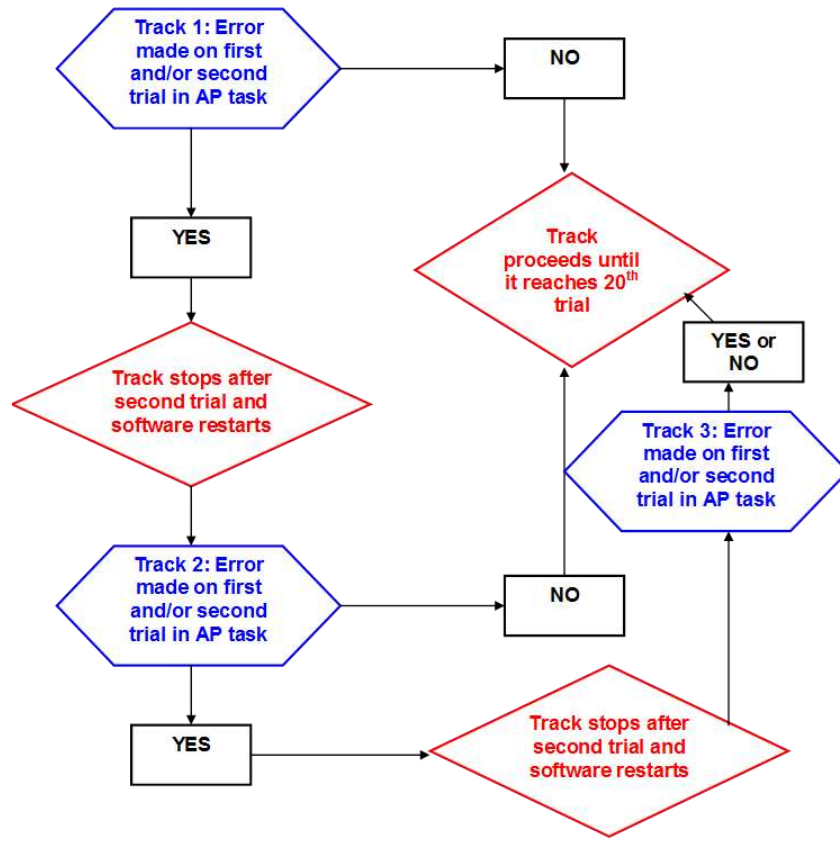 Track 1: Error
made on first
and/or second
trial in AP task
NO
YES
Track
proceeds until
it reaches 20th
trial
YES or
NO
Track stops after
second trial and
software restarts
Track 3: Error
made on first
and/or second
trial in AP task
Track 2: Error
made on first
and/or second
trial in AP task
NO
YES
Track stops after
second trial and
software restarts